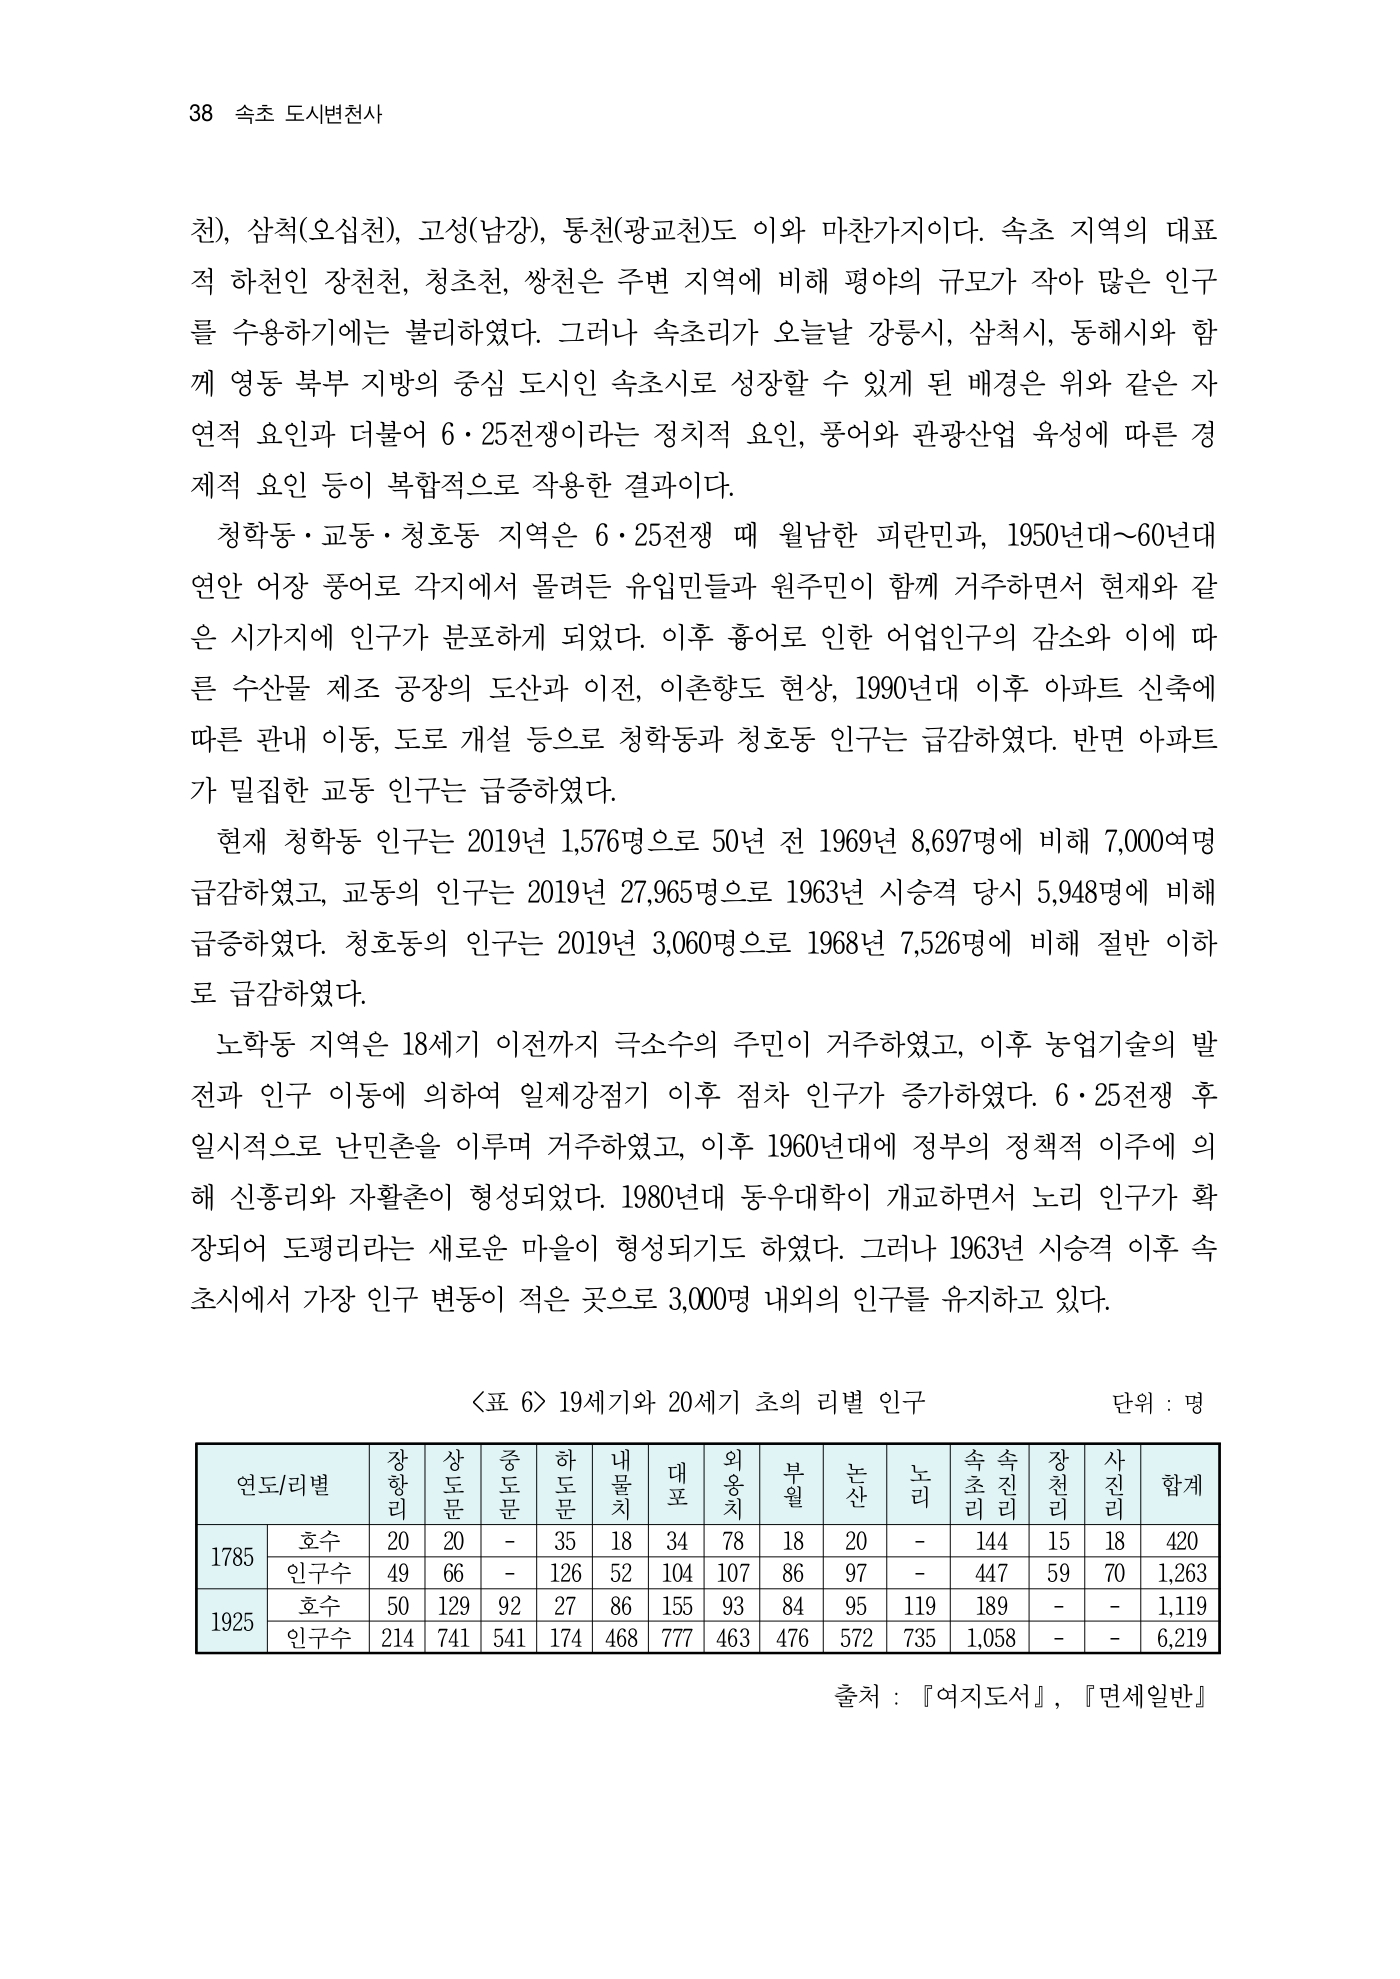 38 속초 도시변천사
천), 삼척(오십천), 고성(남강), 통천(광교천)도 이와 마찬가지이다. 속초 지역의 대표
적 하천인 장천천, 청초천, 쌍천은 주변 지역에 비해 평야의 규모가 작아 많은 인구
를 수용하기에는 불리하였다. 그러나 속초리가 오늘날 강릉시, 삼척시, 동해시와 함
께 영동 북부 지방의 중심 도시인 속초시로 성장할 수 있게 된 배경은 위와 같은 자
연적 요인과 더불어 6·25전쟁이라는 정치적 요인, 풍어와 관광산업 육성에 따른 경
제적 요인 등이 복합적으로 작용한 결과이다.
청학동·교동·청호동 지역은 6·25전쟁 때 월남한 피란민과, 1950년대~60년대
연안 어장 풍어로 각지에서 몰려든 유입민들과 원주민이 함께 거주하면서 현재와 같
은 시가지에 인구가 분포하게 되었다. 이후 흉어로 인한 어업인구의 감소와 이에 따
른 수산물 제조 공장의 도산과 이전, 이촌향도 현상, 1990년대 이후 아파트 신축에
따른 관내 이동, 도로 개설 등으로 청학동과 청호동 인구는 급감하였다. 반면 아파트
가 밀집한 교동 인구는 급증하였다.
현재 청학동 인구는 2019년 1,576명으로 50년 전 1969년 8,697명에 비해 7,000여명
급감하였고, 교동의 인구는 2019년 27,965명으로 1963년 시승격 당시 5,948명에 비해
급증하였다. 청호동의 인구는 2019년 3,060명으로 1968년 7,526명에 비해 절반 이하
로 급감하였다.
노학동 지역은 18세기 이전까지 극소수의 주민이 거주하였고, 이후 농업기술의 발
전과 인구 이동에 의하여 일제강점기 이후 점차 인구가 증가하였다. 6·25전쟁 후
일시적으로 난민촌을 이루며 거주하였고, 이후 1960년대에 정부의 정책적 이주에 의
해 신흥리와 자활촌이 형성되었다. 1980년대 동우대학이 개교하면서 노리 인구가 확
장되어 도평리라는 새로운 마을이 형성되기도 하였다. 그러나 1963년 시승격 이후 속
초시에서 가장 인구 변동이 적은 곳으로 3,000명 내외의 인구를 유지하고 있다.
<표 6> 19세기와 20세기 초의 리별 인구 단위 : 명
연도/리별 장항리 상도문 중도문 하도문 내물치 대포 외옹치 부월 논산 노리 속초리 속진리 장천리 사진리 합계
1785 호수 20 20 - 35 18 34 78 18 20 - 144 15 18 420
인구수 49 66 - 126 52 104 107 86 97 - 447 59 70 1,263
1925 호수 50 129 92 27 86 155 93 84 95 119 189 - - 1,119
인구수 214 741 541 174 468 777 463 476 572 735 1,058 - - 6,219
출처 : 『여지도서』, 『면세일반』